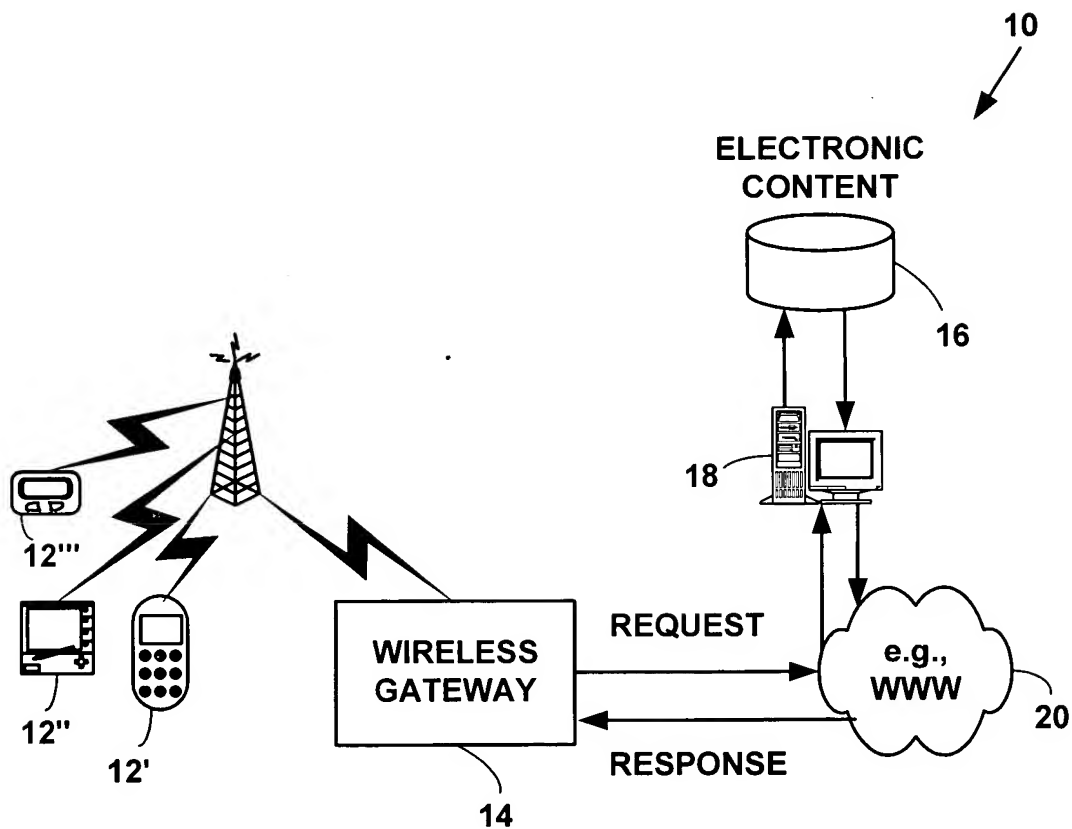 10
ELECTRONIC
CONTENT
16
18
12'''
12"
12'
WIRELESS
GATEWAY
14
REQUEST
RESPONSE
e.g.,
WWW
20